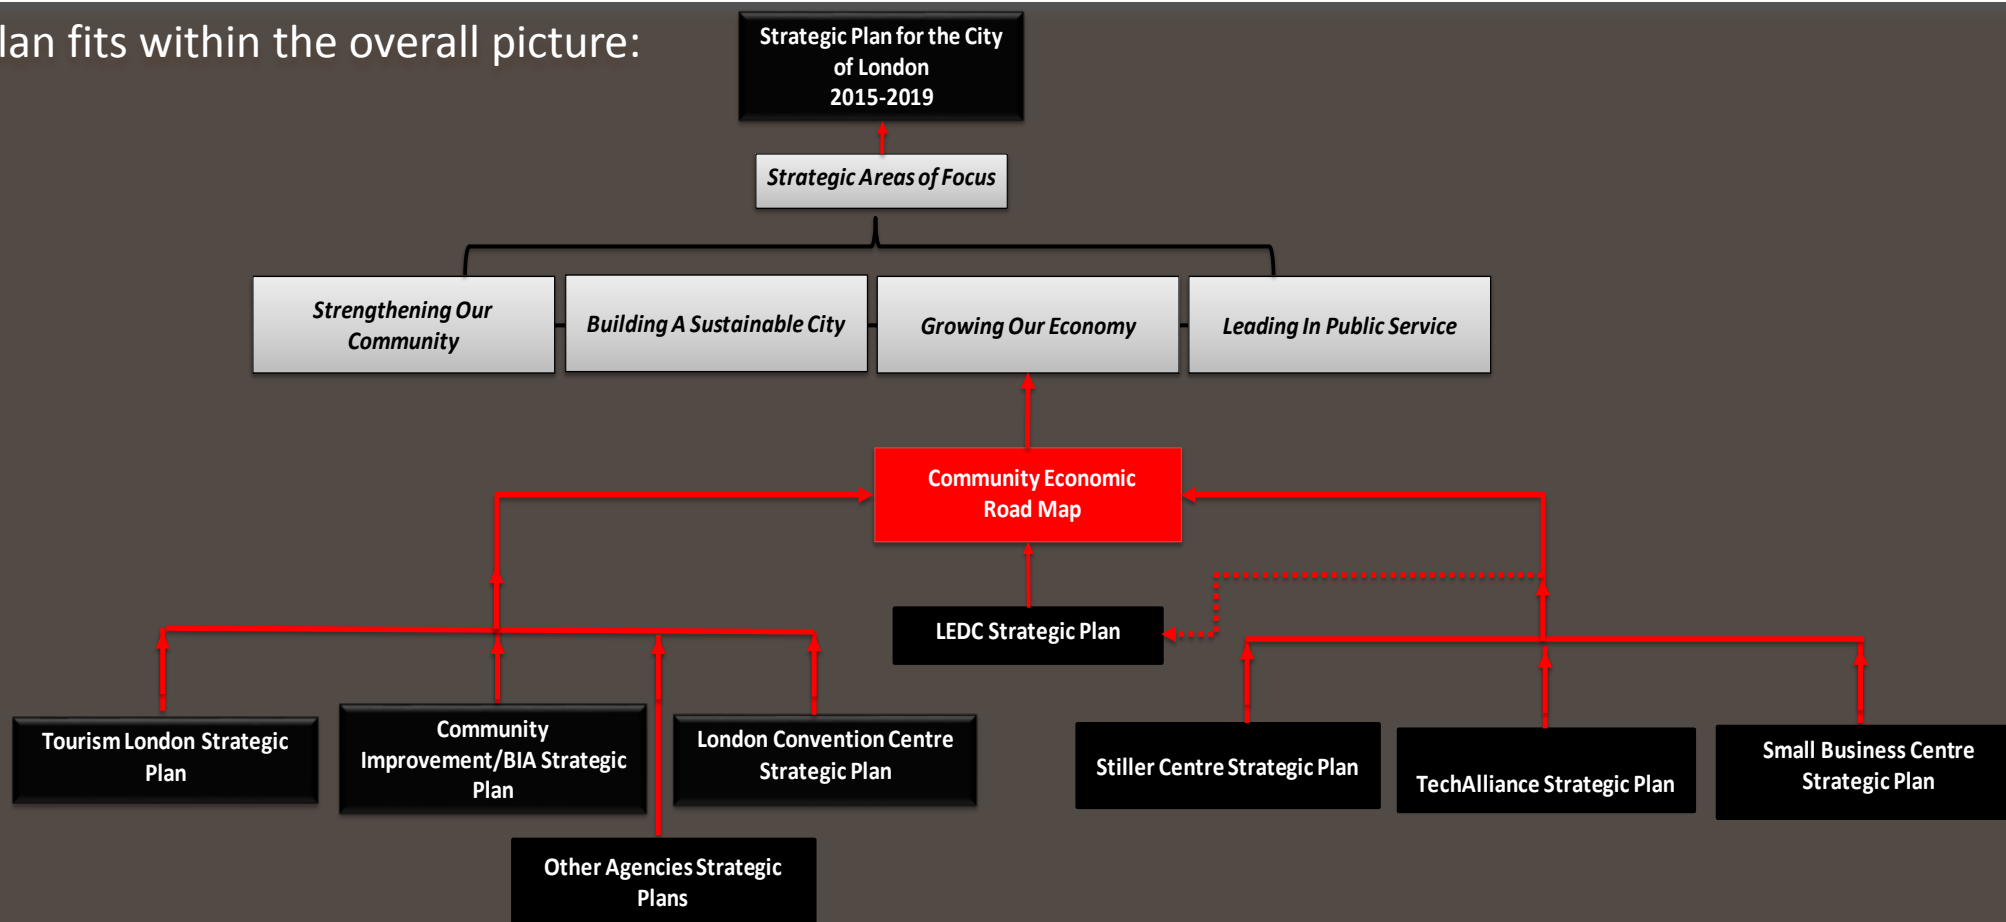 lan fits within the overall picture:
Strategic Plan for the City
of London
2015-2019
Strategic Areas of Focus
Strengthening Our
Community
Building A Sustainable City
Growing Our Economy
Leading In Public Service
Community Economic
Road Map
LEDC Strategic Plan
Tourism London Strategic
Plan
Community
Improvement/BIA Strategic
Plan
London Convention Centre
Strategic Plan
Stiller Centre Strategic Plan
TechAlliance Strategic Plan
Small Business Centre
Strategic Plan
Other Agencies Strategic
Plans